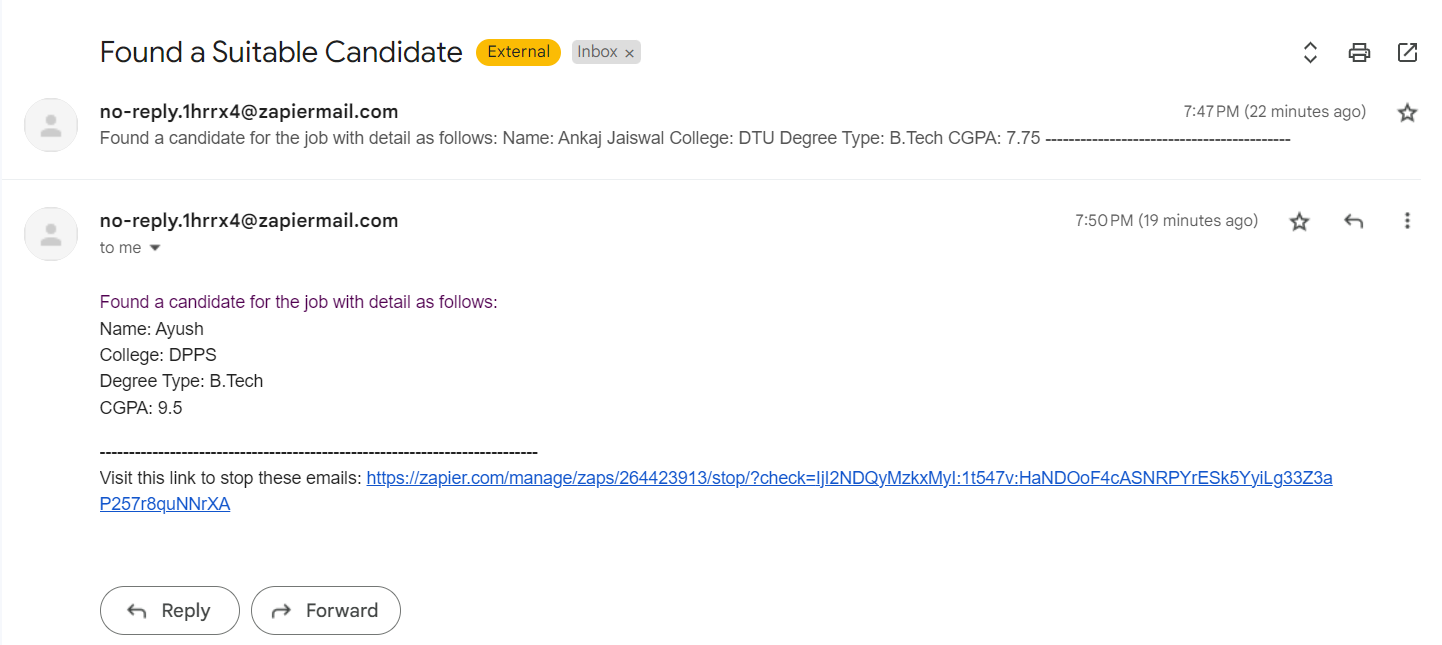 Found a Suitable Candidate External Inbox ×
no-reply.1hrrx4@zapiermail.com 7:47 PM (22 minutes ago)
Found a candidate for the job with detail as follows: Name: Ankaj Jaiswal College: DTU Degree Type: B.Tech CGPA: 7.75 ------------------------------------------
no-reply.1hrrx4@zapiermail.com 7:50 PM (19 minutes ago)
to me
Found a candidate for the job with detail as follows:
Name: Ayush
College: DPPS
Degree Type: B.Tech
CGPA: 9.5
---------------------------------------------------------------------------
Visit this link to stop these emails: https://zapier.com/manage/zaps/264423913/stop/?check=IjI2NDQyMzkxMyI:1t547v:HaNDOoF4cASNRPYrESk5YyiLg33Z3a
P257r8quNNrXA
Reply Forward